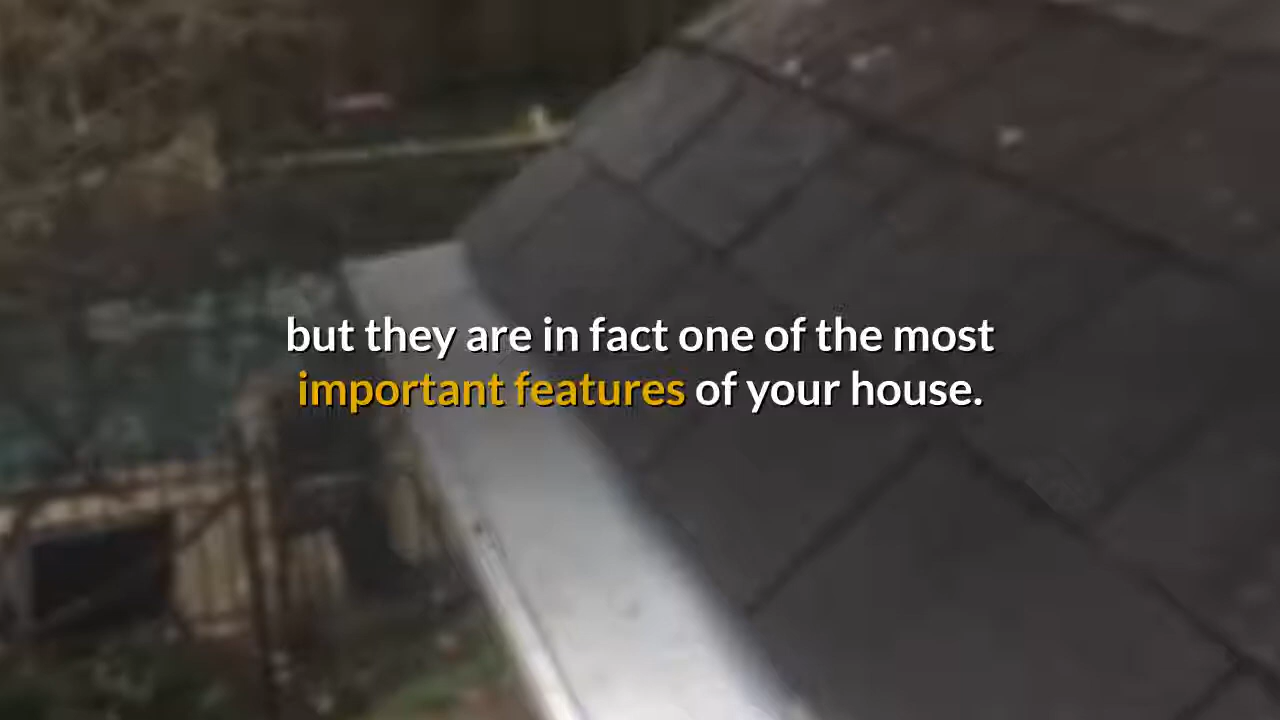 but they are in fact one of the most
important features of your house.